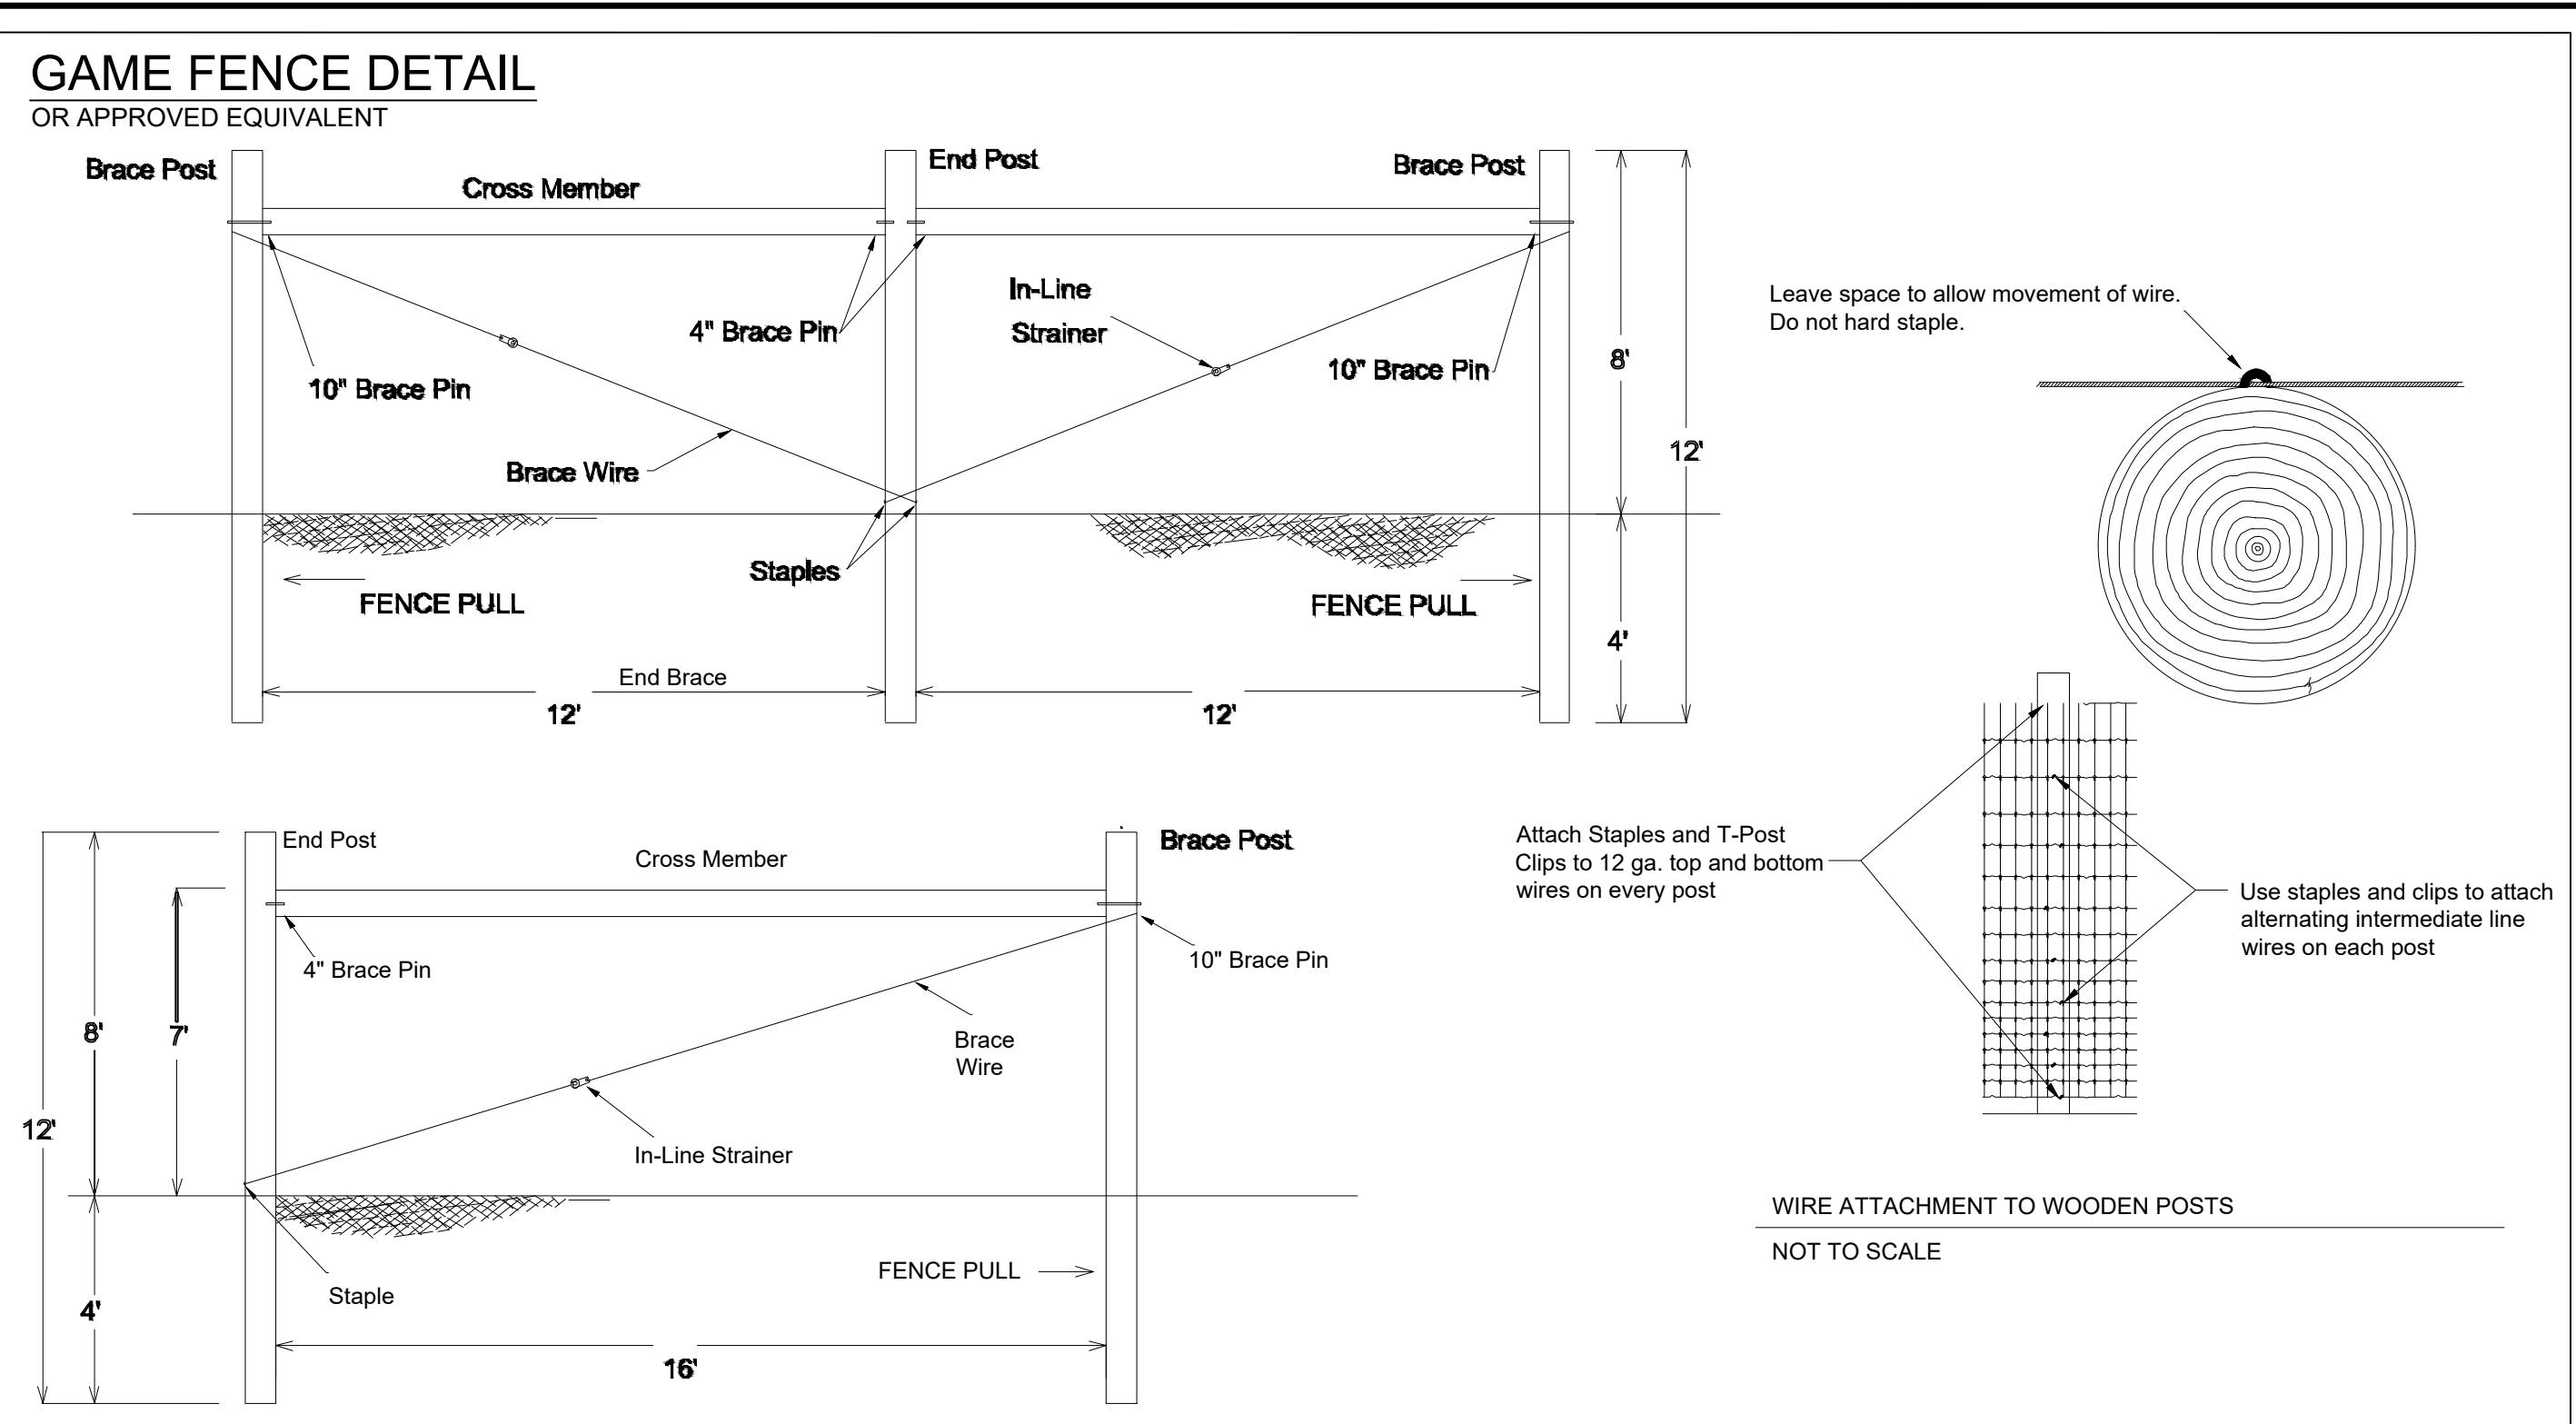 GAME FENCE DETAIL
OR APPROVED EQUIVALENT
Brace Post
Cross Member
End Post
Brace Post
4" Brace Pin
In-Line
Strainer
10" Brace Pin
10" Brace Pin
Brace Wire
Staples
FENCE PULL
FENCE PULL
End Brace
12'
12'
8'
12'
4'
Leave space to allow movement of wire.
Do not hard staple.
End Post
Cross Member
Brace Post
4" Brace Pin
10" Brace Pin
8'
7'
12'
Brace
Wire
In-Line Strainer
Staple
FENCE PULL
4'
16'
Attach Staples and T-Post
Clips to 12 ga. top and bottom
wires on every post
Use staples and clips to attach
alternating intermediate line
wires on each post
WIRE ATTACHMENT TO WOODEN POSTS
NOT TO SCALE